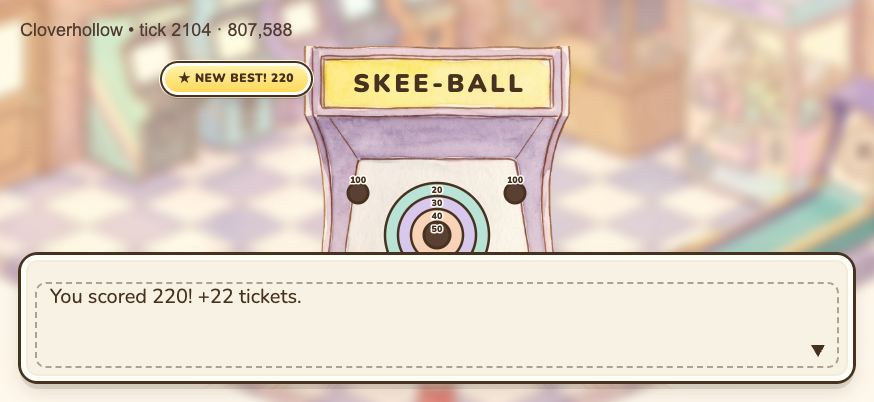 Cloverhollow • tick 2104 · 807,588
★ NEW BEST! 220
SKEE-BALL
100
100
20
30
40
50
You scored 220! +22 tickets.